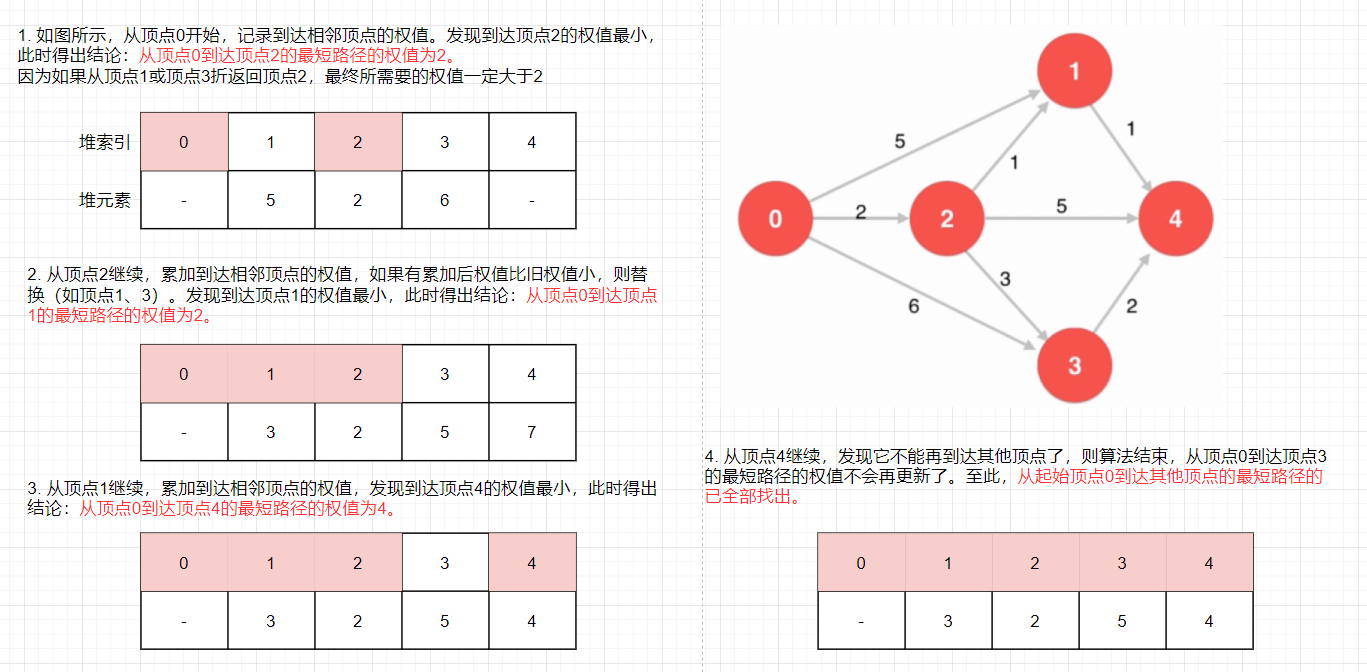 1. 如图所示，从顶点0开始，记录到达相邻顶点的权值。发现到达顶点2的权值最小，
此时得出结论：从顶点0到达顶点2的最短路径的权值为2。
因为如果从顶点1或顶点3折返回顶点2，最终所需要的权值一定大于2
堆索引 0 1 2 3 4
堆元素 - 5 2 6 -
2. 从顶点2继续，累加到达相邻顶点的权值，如果有累加后权值比旧权值小，则替
换（如顶点1、3）。发现到达顶点1的权值最小，此时得出结论：从顶点0到达顶点
1的最短路径的权值为2。
0 1 2 3 4
- 3 2 5 7
3. 从顶点1继续，累加到达相邻顶点的权值，发现到达顶点4的权值最小，此时得出
结论：从顶点0到达顶点4的最短路径的权值为4。
0 1 2 3 4
- 3 2 5 4
1
5
1
1
0
2
2
5
4
3
6
2
3
4. 从顶点4继续，发现它不能再到达其他顶点了，则算法结束，从顶点0到达顶点3
的最短路径的权值不会再更新了。至此，从起始顶点0到达其他顶点的最短路径的
已全部找出。
0 1 2 3 4
- 3 2 5 4